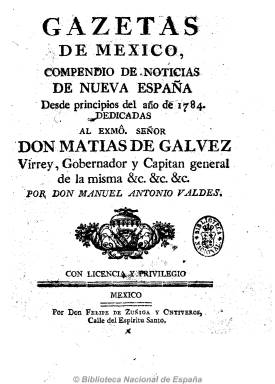 GAZETAS
DE MEXICO,
COMPENDIO DE NOTICIAS
DE NUEVA ESPAÑA
Desde principios del año de 1784.
DEDICADAS
AL EXMÔ. SEÑOR
DON MATIAS DE GALVEZ
Virrey, Gobernador y Capitan general
de la misma &c. &c. &c.
POR DON MANUEL ANTONIO VALDES.
CON LICENCIA Y PRIVILEGIO
MEXICO
Por Don FELIPE DE ZUÑIGA Y ONTIVEROS,
Calle del Espiritu Santo.
© Biblioteca Nacional de España